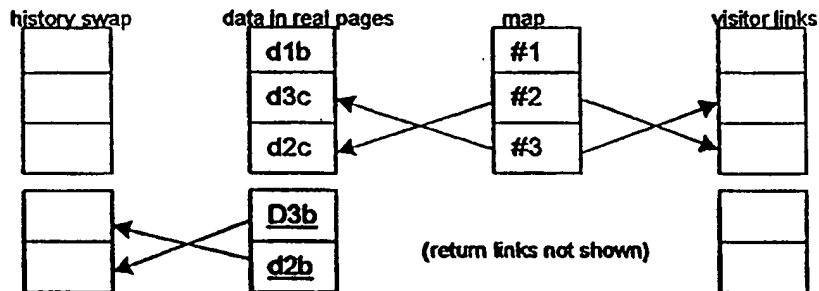 history swap data in real pages map visitor links
d1b #1
d3c #2
d2c #3
D3b
d2b
(return links not shown)